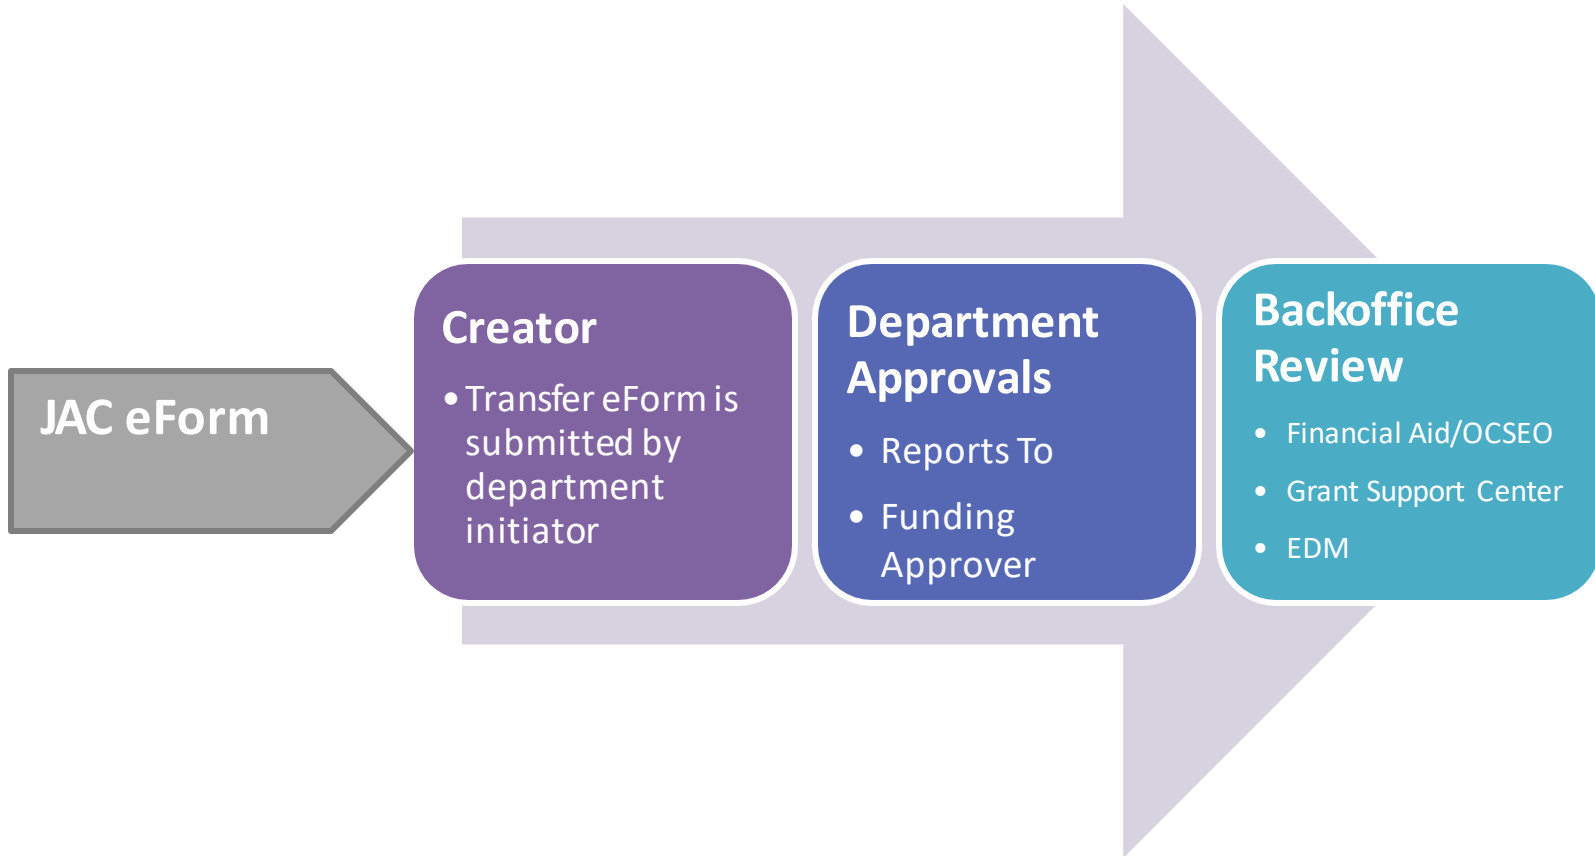 JAC eForm
Creator
• Transfer eForm is
submitted by
department
initiator
Department
Approvals
• Reports To
• Funding
Approver
Backoffice
Review
• Financial Aid/OCSEO
• Grant Support Center
• EDM